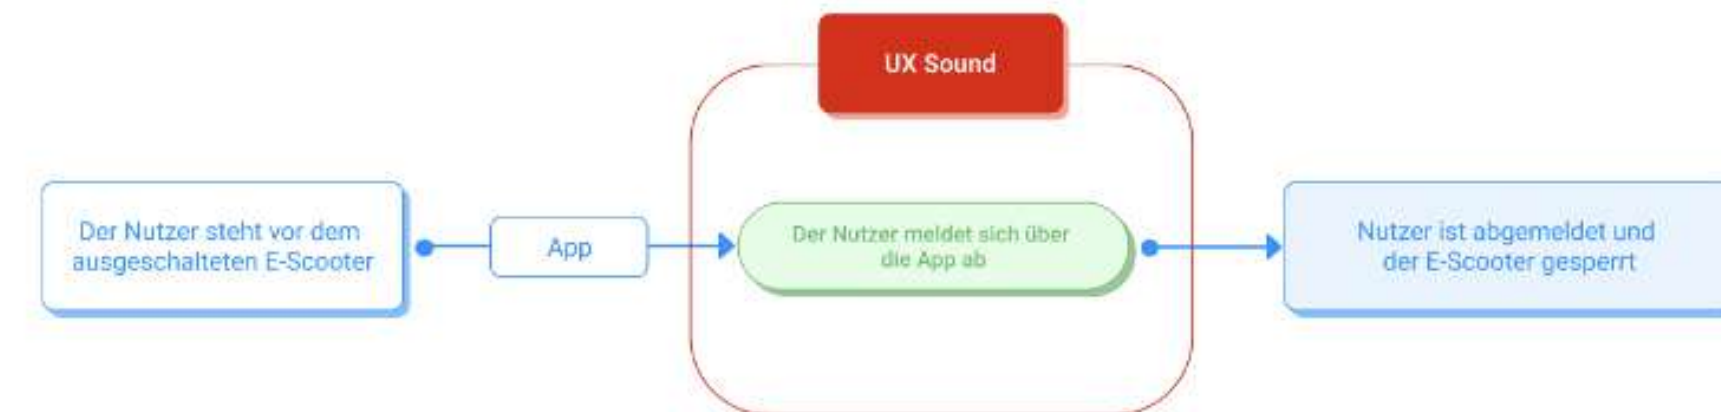 UX Sound
Der Nutzer steht vor dem
ausgeschalteten E-Scooter
App
Der Nutzer meldet sich über
die App ab
Nutzer ist abgemeldet und
der E-Scooter gesperrt